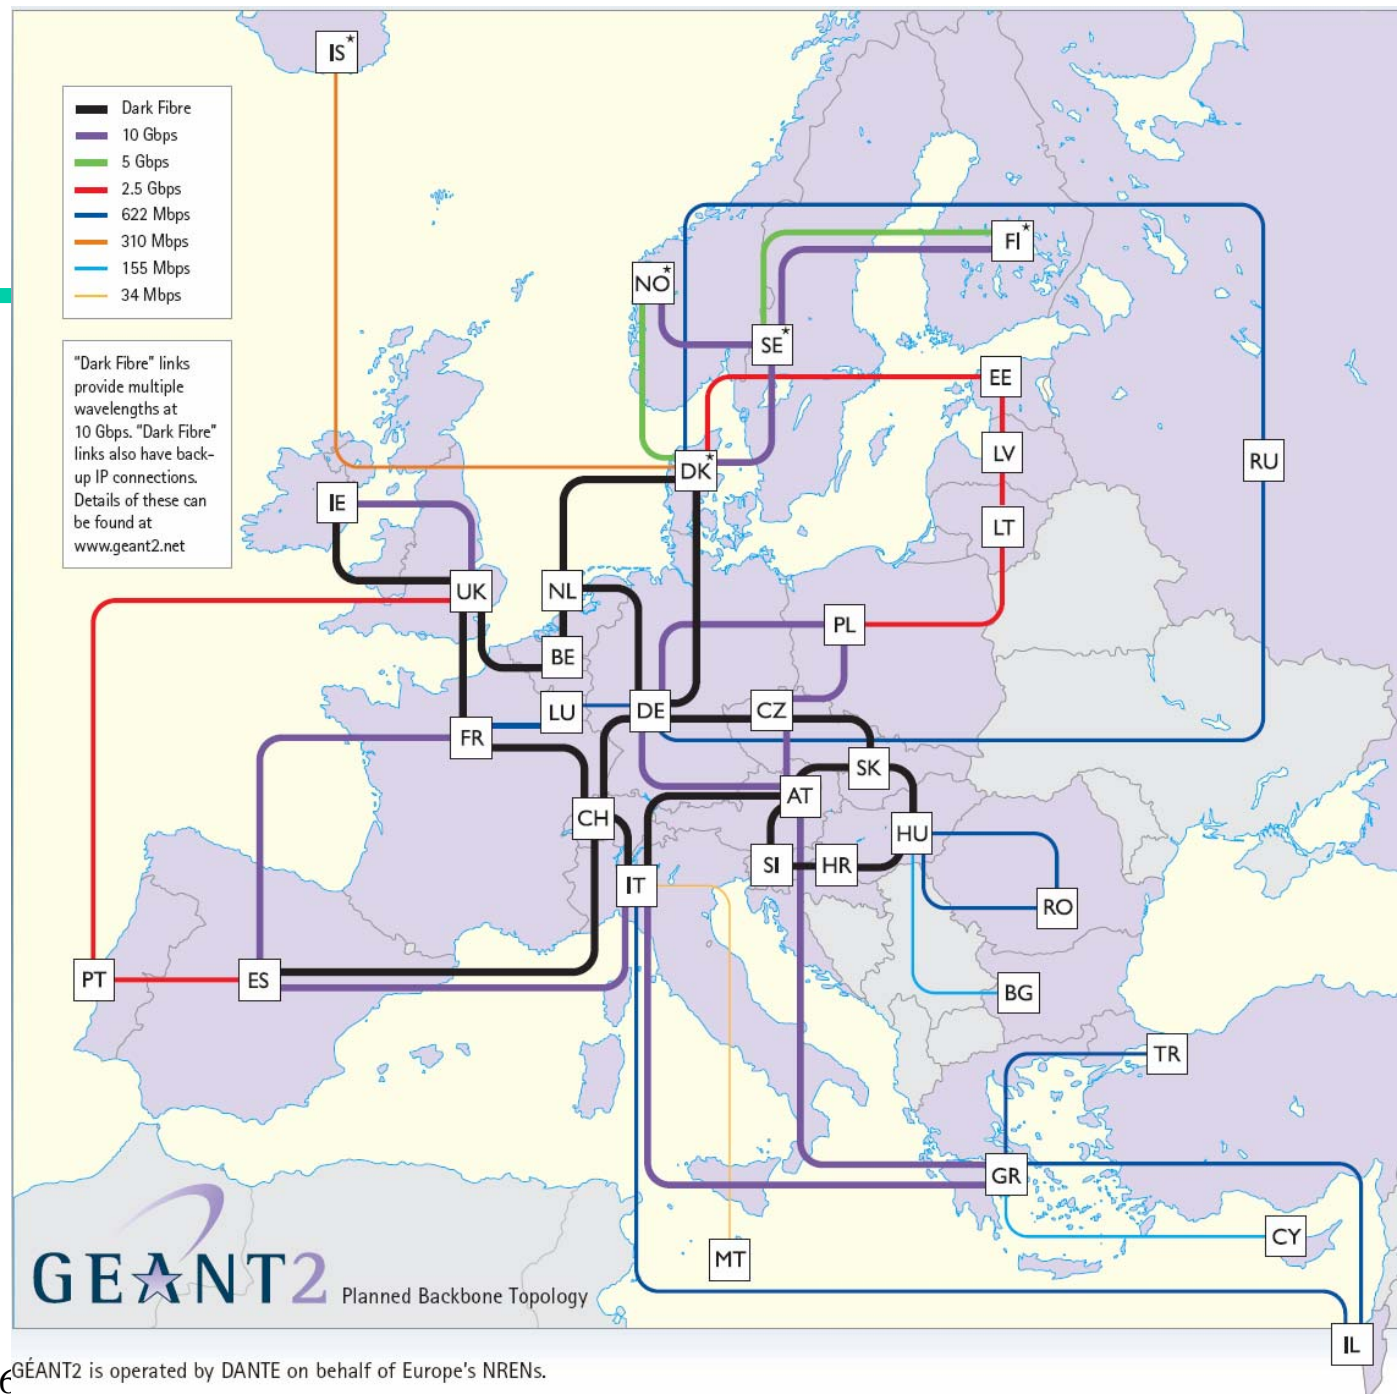 IS*
Dark Fibre
10 Gbps
5 Gbps
2.5 Gbps
622 Mbps
310 Mbps
155 Mbps
34 Mbps
FI*
NO*
SE*
"Dark Fibre" links
provide multiple
wavelengths at
10 Gbps. "Dark Fibre"
links also have back-
up IP connections.
Details of these can
be found at
www.geant2.net
EE
LV
RU
DK*
IE
LT
UK
NL
PL
BE
LU
DE
CZ
FR
SK
AT
CH
HU
SI
HR
IT
RO
PT
ES
BG
TR
GR
CY
MT
GEANT2
Planned Backbone Topology
IL
GÉANT2 is operated by DANTE on behalf of Europe's NRENs.
6